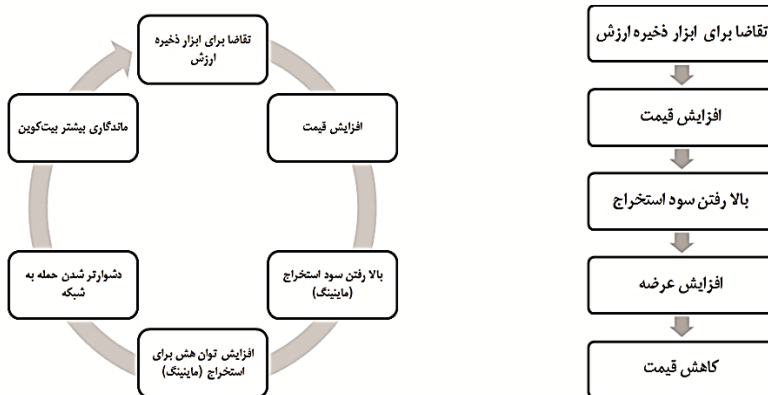 تقاضا برای ابزار ذخیره ارزش
افزایش قیمت
بالا رفتن سود استخراج
افزایش عرضه
کاهش قیمت
تقاضا برای ابزار ذخیره
ارزش
افزایش قیمت
بالا رفتن سود استخراج
(ماینینگ)
افزایش توان هش برای
استخراج (ماینینگ)
دشوارتر شدن حمله به
شبکه
ماندگاری بیشتر بیت‌کوین